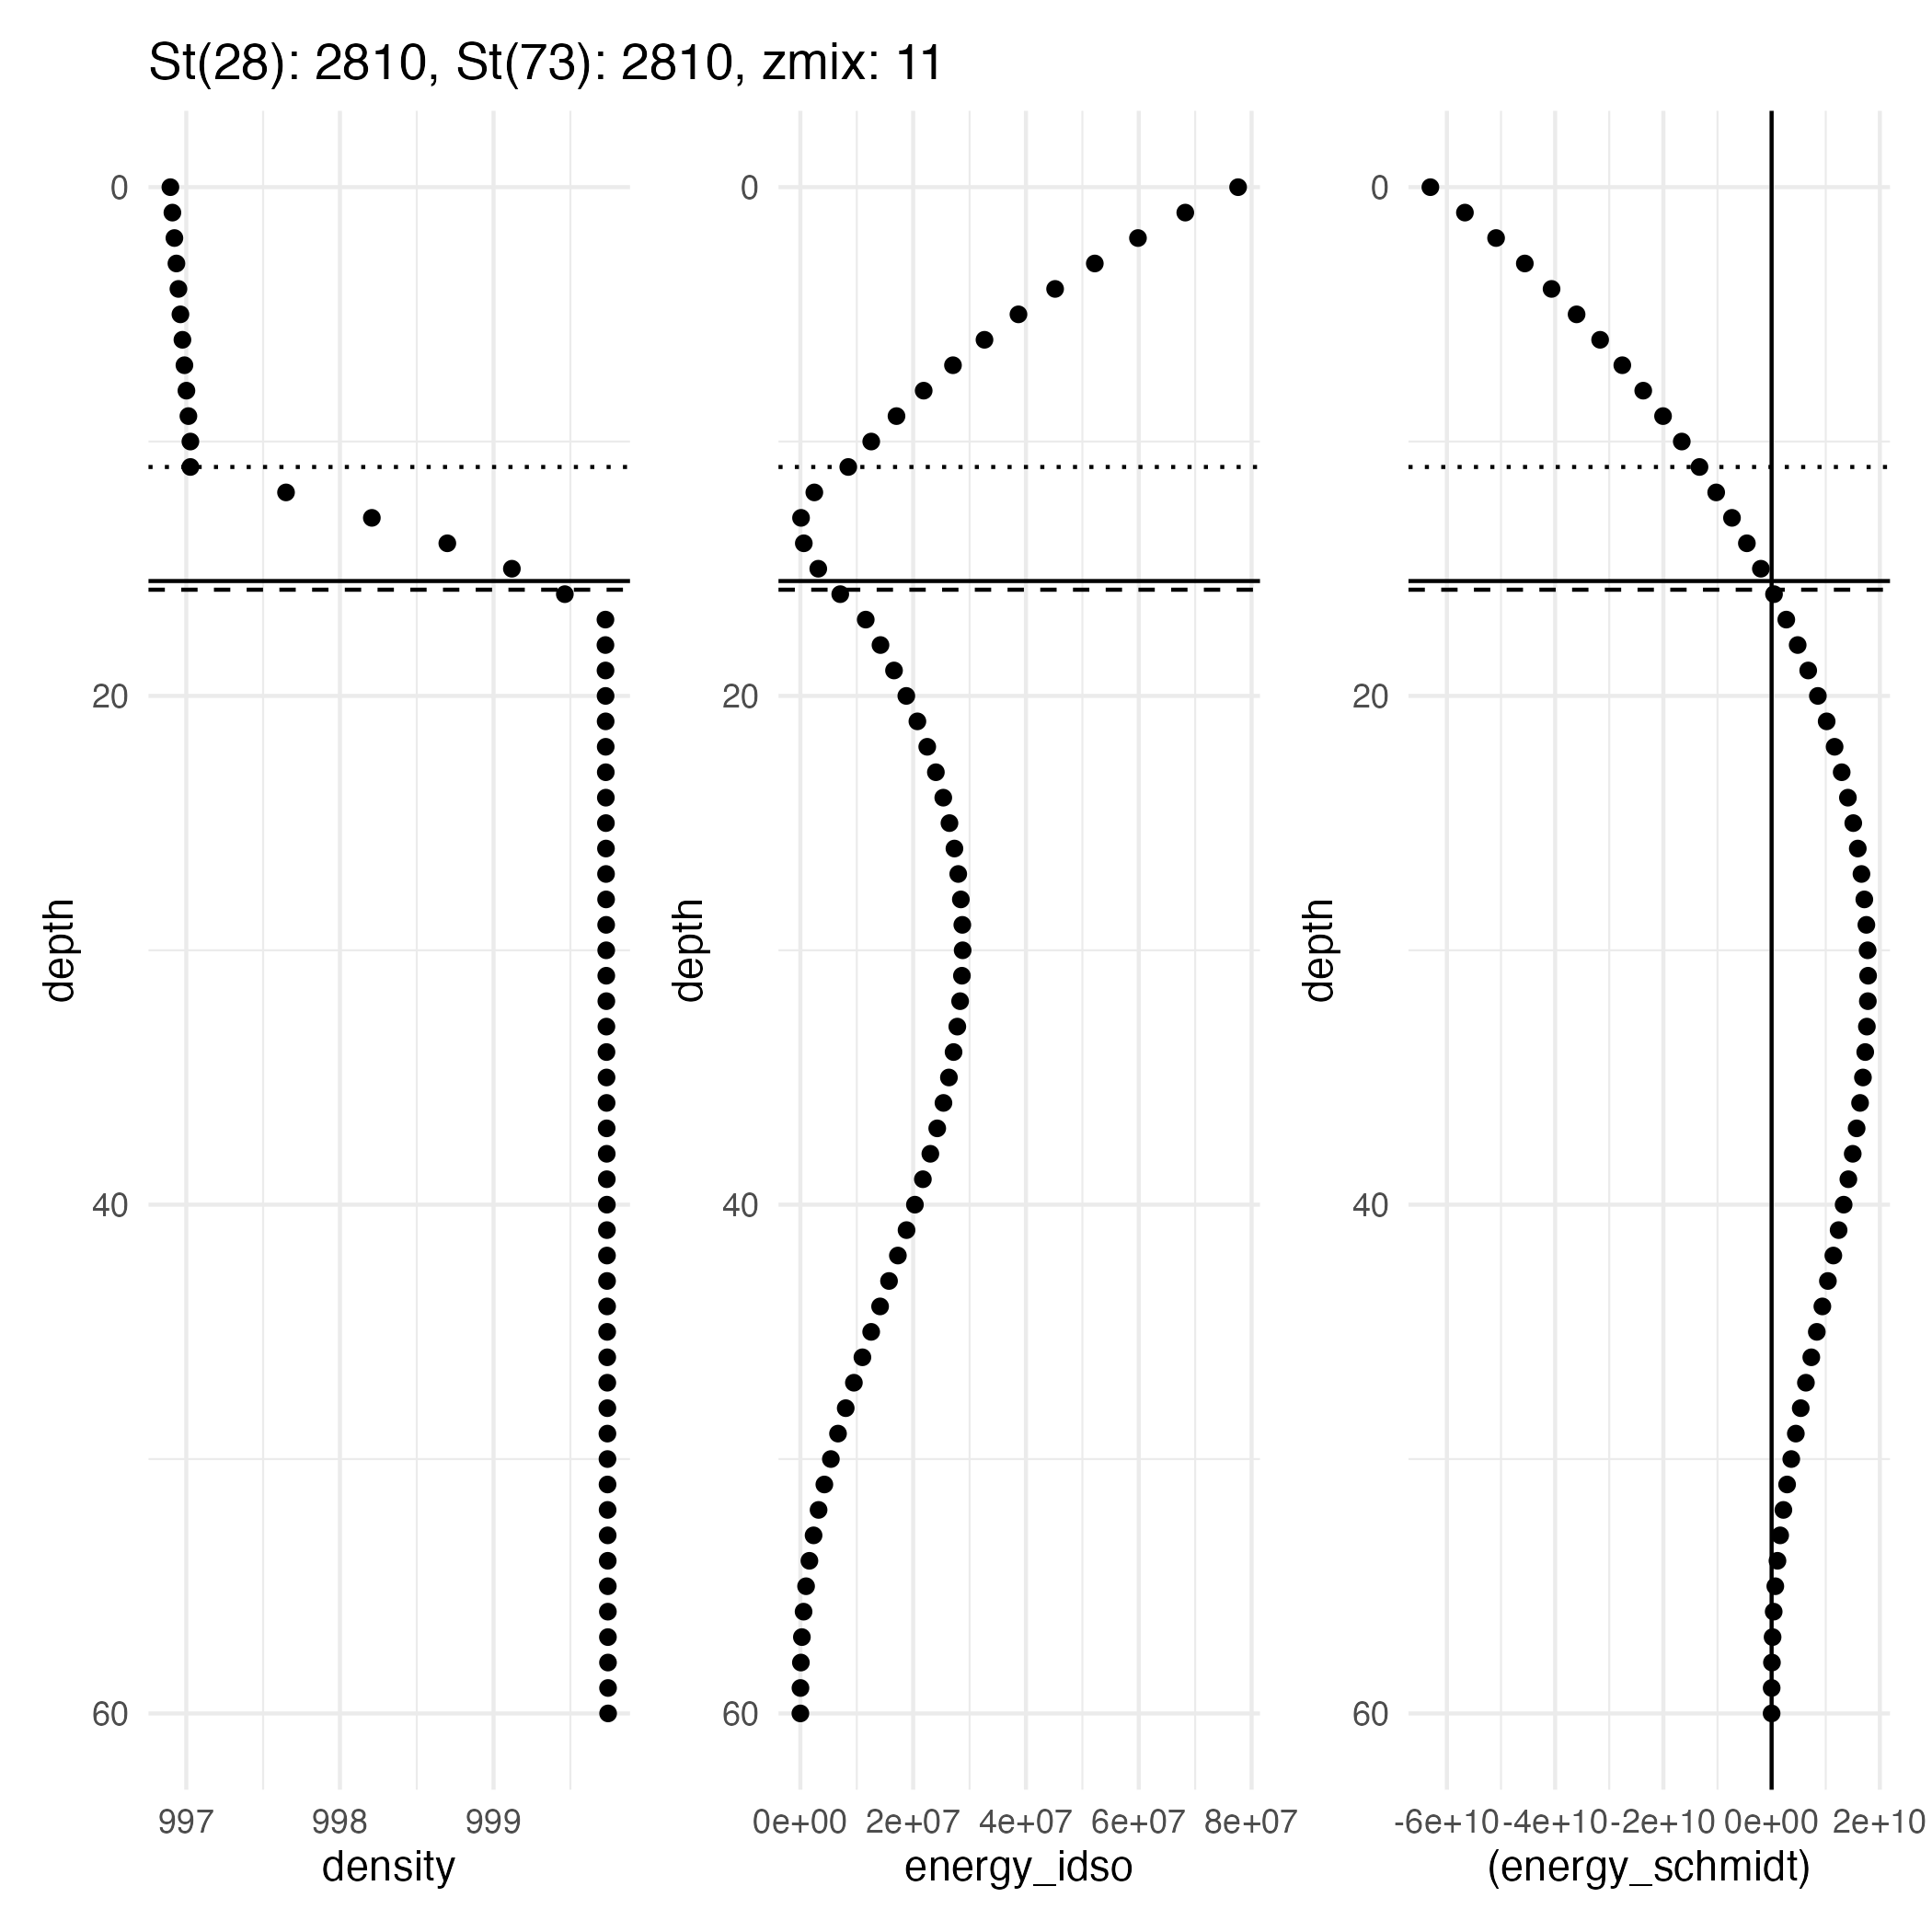 St(28): 2810, St(73): 2810, zmix: 11
0
20
40
60
depth
997 998 999
density
0
20
40
60
depth
0e+00 2e+07 4e+07 6e+07 8e+07
energy_idso
0
20
40
60
depth
-6e+10 -4e+10 -2e+10 0e+00 2e+10
(energy_schmidt)